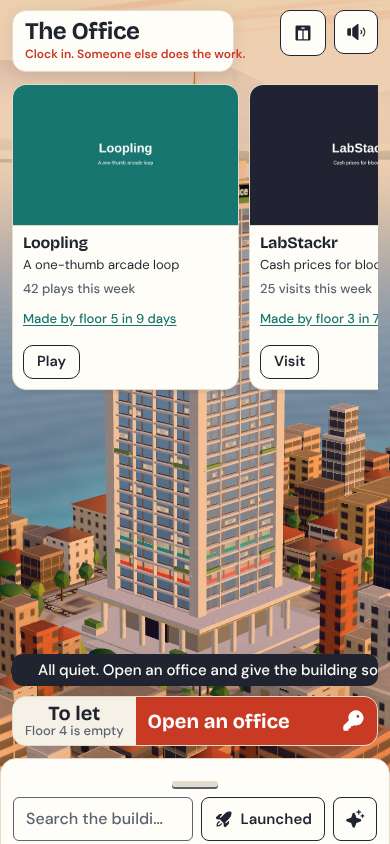 The Office
Clock in. Someone else does the work.
Loopling
A one-thumb arcade loop
Loopling
A one-thumb arcade loop
42 plays this week
Made by floor 5 in 9 days
Play
LabStac
Cash prices for bloo
LabStackr
Cash prices for bloo
25 visits this week
Made by floor 3 in 7
Visit
All quiet. Open an office and give the building so
To let
Floor 4 is empty
Open an office
Search the buildi...
Launched